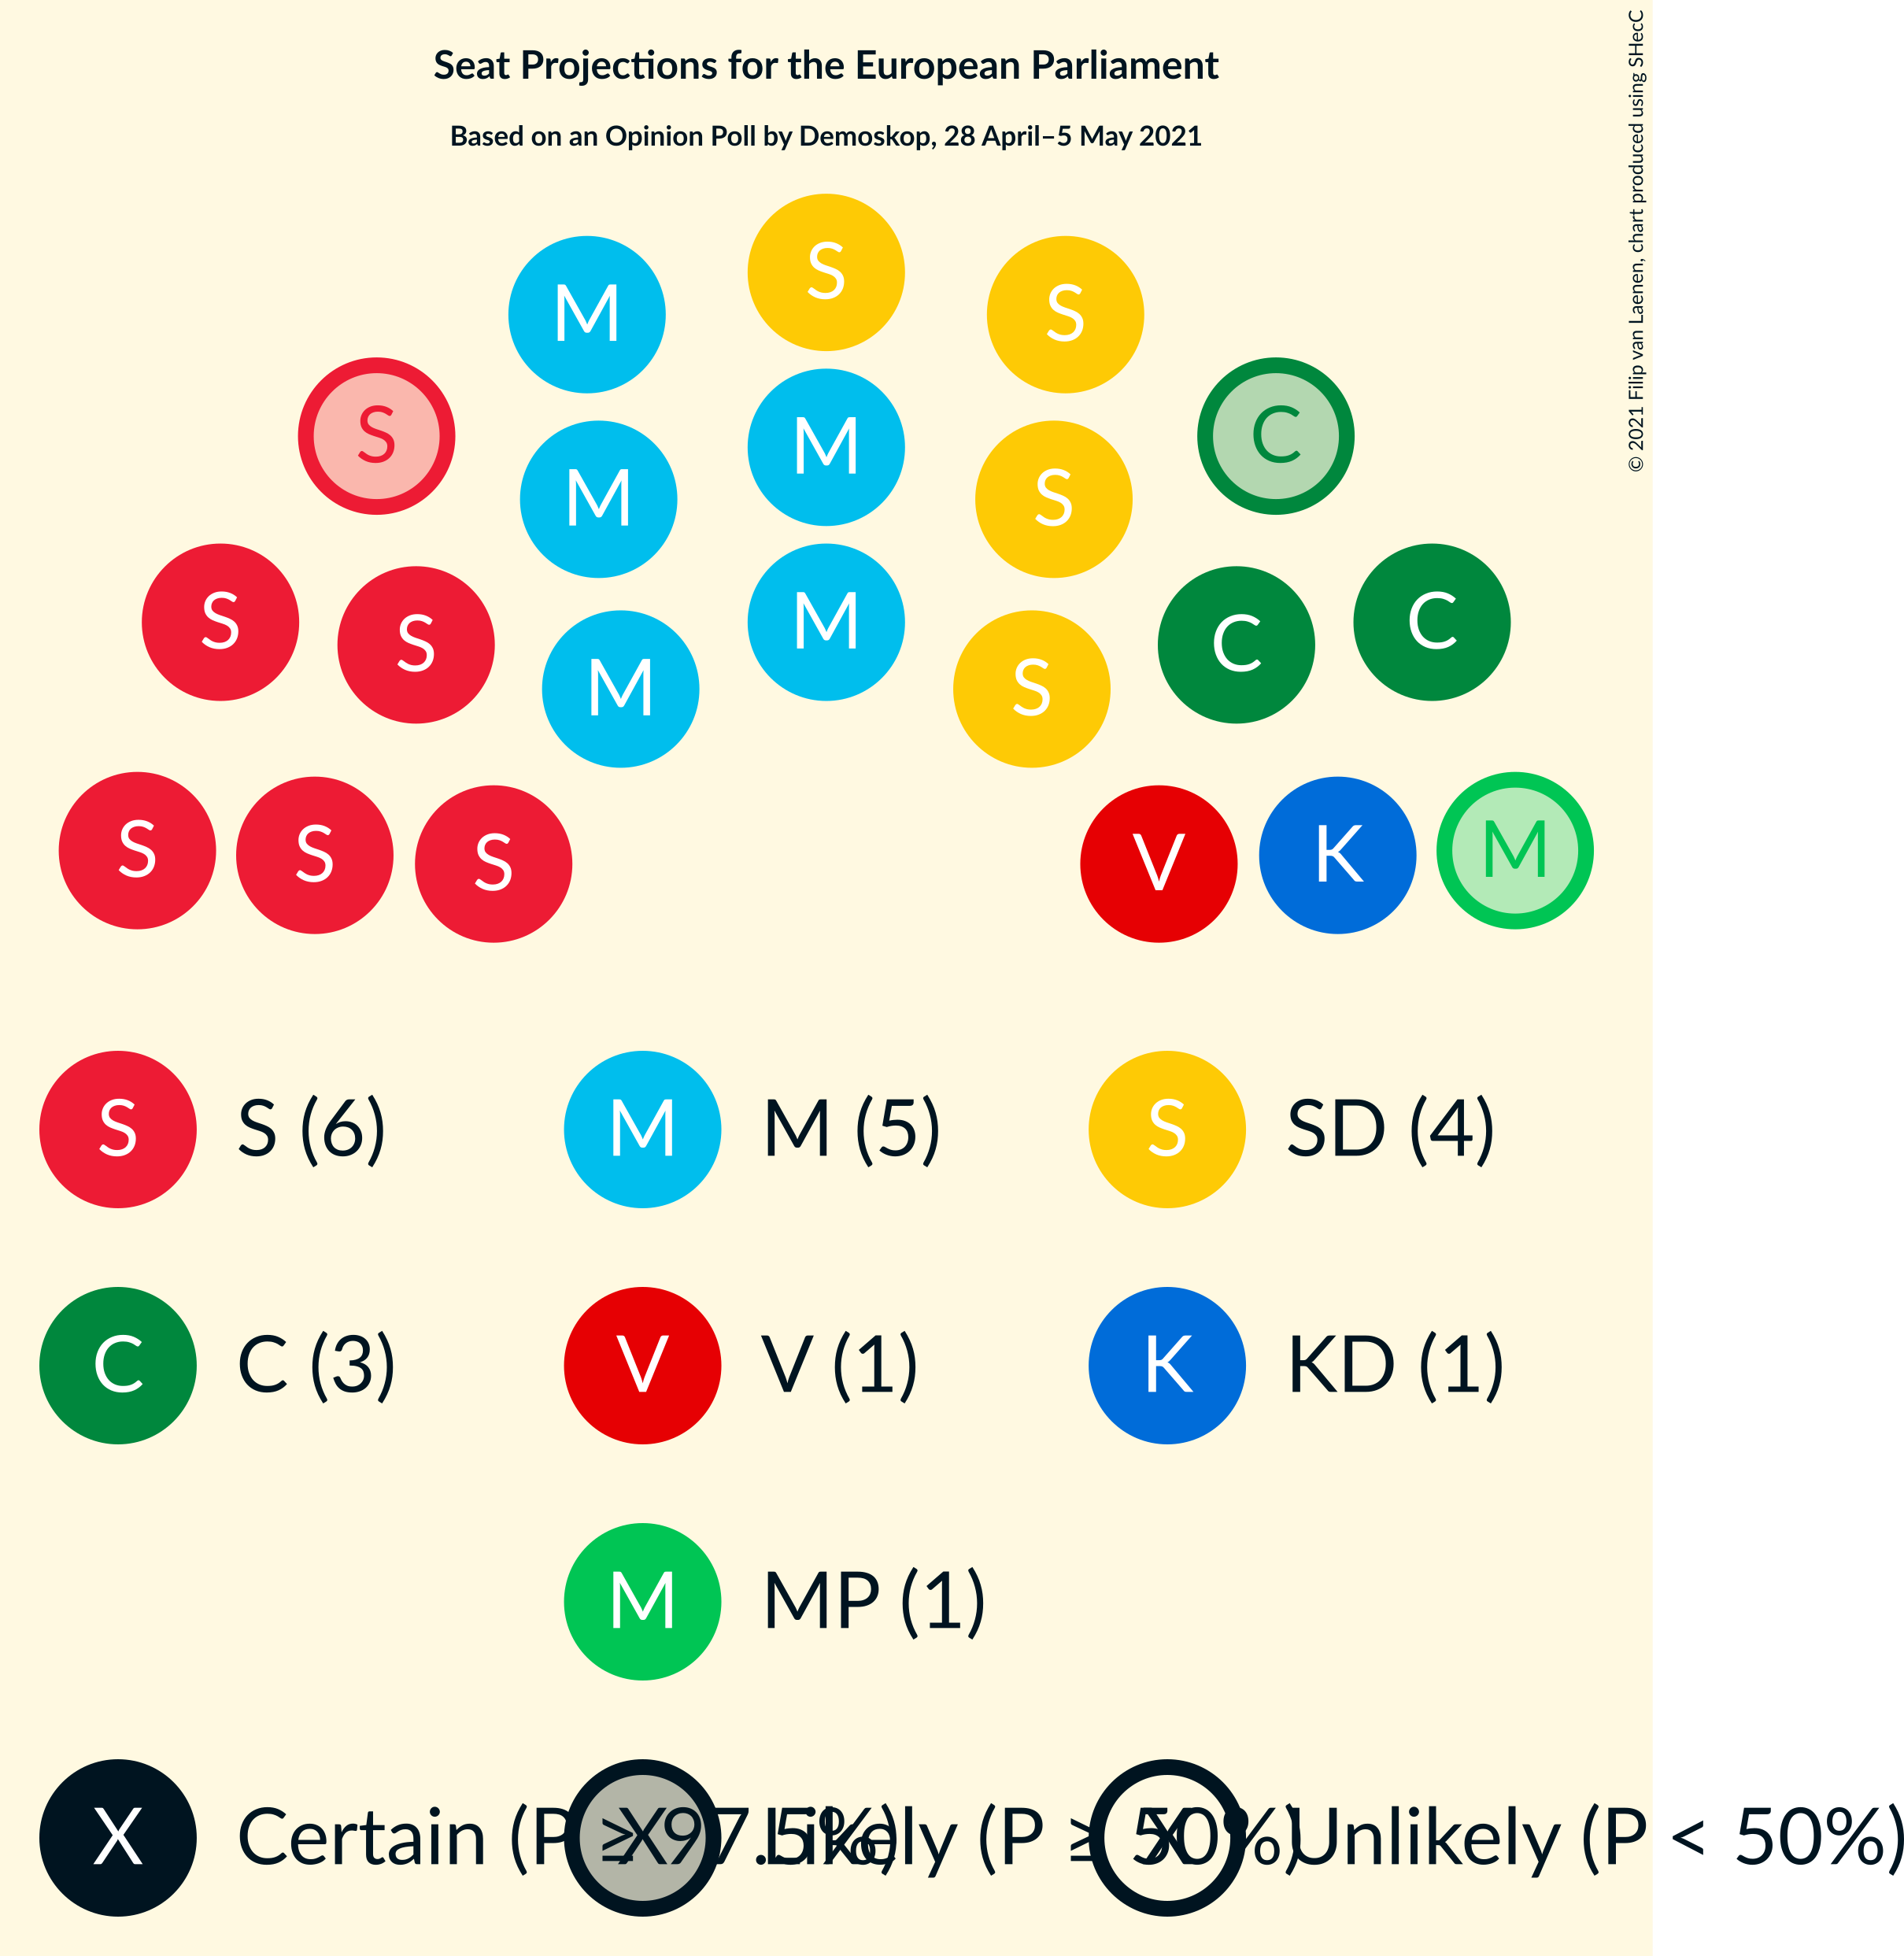 Seat Projections for the European Parliament
Based on an Opinion Poll by Demoskop, 28 April–5 May 2021
© 2021 Filip van Laenen, chart produced using SHecC
S
M S
S C
M M
S
S C
S M
C
M S
S K M
S V
S
S S (6) M M (5) S SD (4)
C C (3) V V (1) K KD (1)
M MP (1)
X Certain (P ≥ 97.5%) X Likely (P ≥ 50%) X Unlikely (P < 50%)